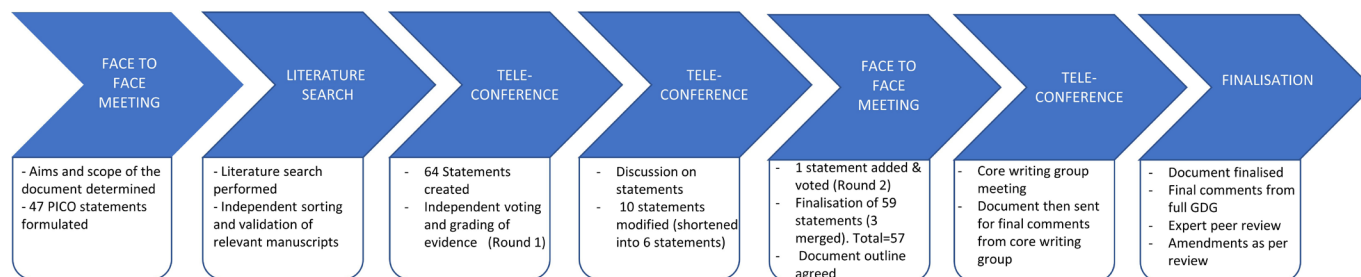 FACE TO
FACE
MEETING
- Aims and scope of the
document determined
- 47 PICO statements
formulated
LITERATURE
SEARCH
- Literature search
performed
- Independent sorting
and validation of
relevant manuscripts
TELE-
CONFERENCE
- 64 Statements
created
- Independent voting
and grading of
evidence (Round 1)
TELE-
CONFERENCE
- Discussion on
statements
- 10 statements
modified (shortened
into 6 statements)
FACE TO
FACE
MEETING
- 1 statement added &
voted (Round 2)
- Finalisation of 59
statements (3
merged). Total=57
- Document outline
agreed
TELE-
CONFERENCE
- Core writing group
meeting
- Document then sent
for final comments
from core writing
group
FINALISATION
- Document finalised
- Final comments from
full GDG
- Expert peer review
- Amendments as per
review